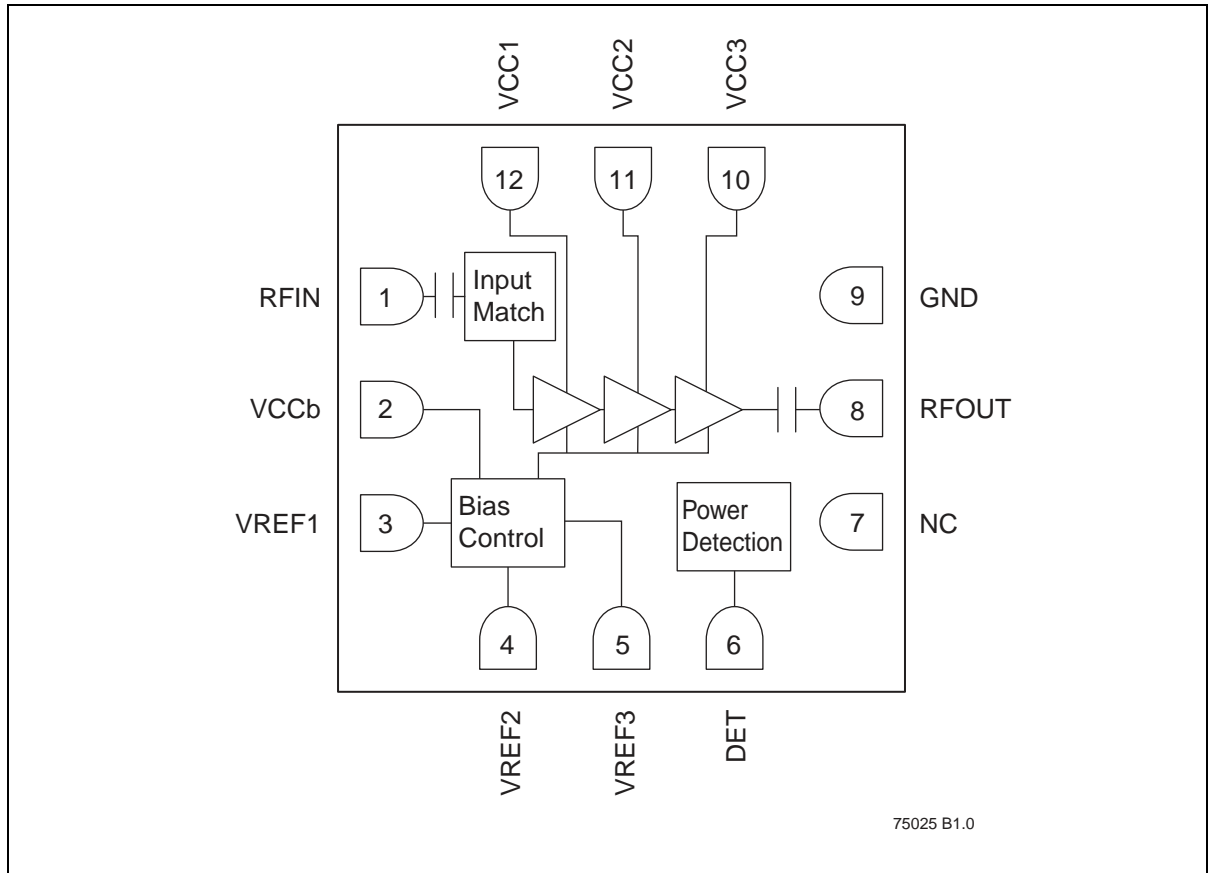 VCC1
VCC2
VCC3
12
11
10
RFIN
1
Input
Match
9
GND
VCCb
2
8
RFOUT
VREF1
3
Bias
Control
Power
Detection
7
NC
4
5
6
VREF2
VREF3
DET
75025 B1.0